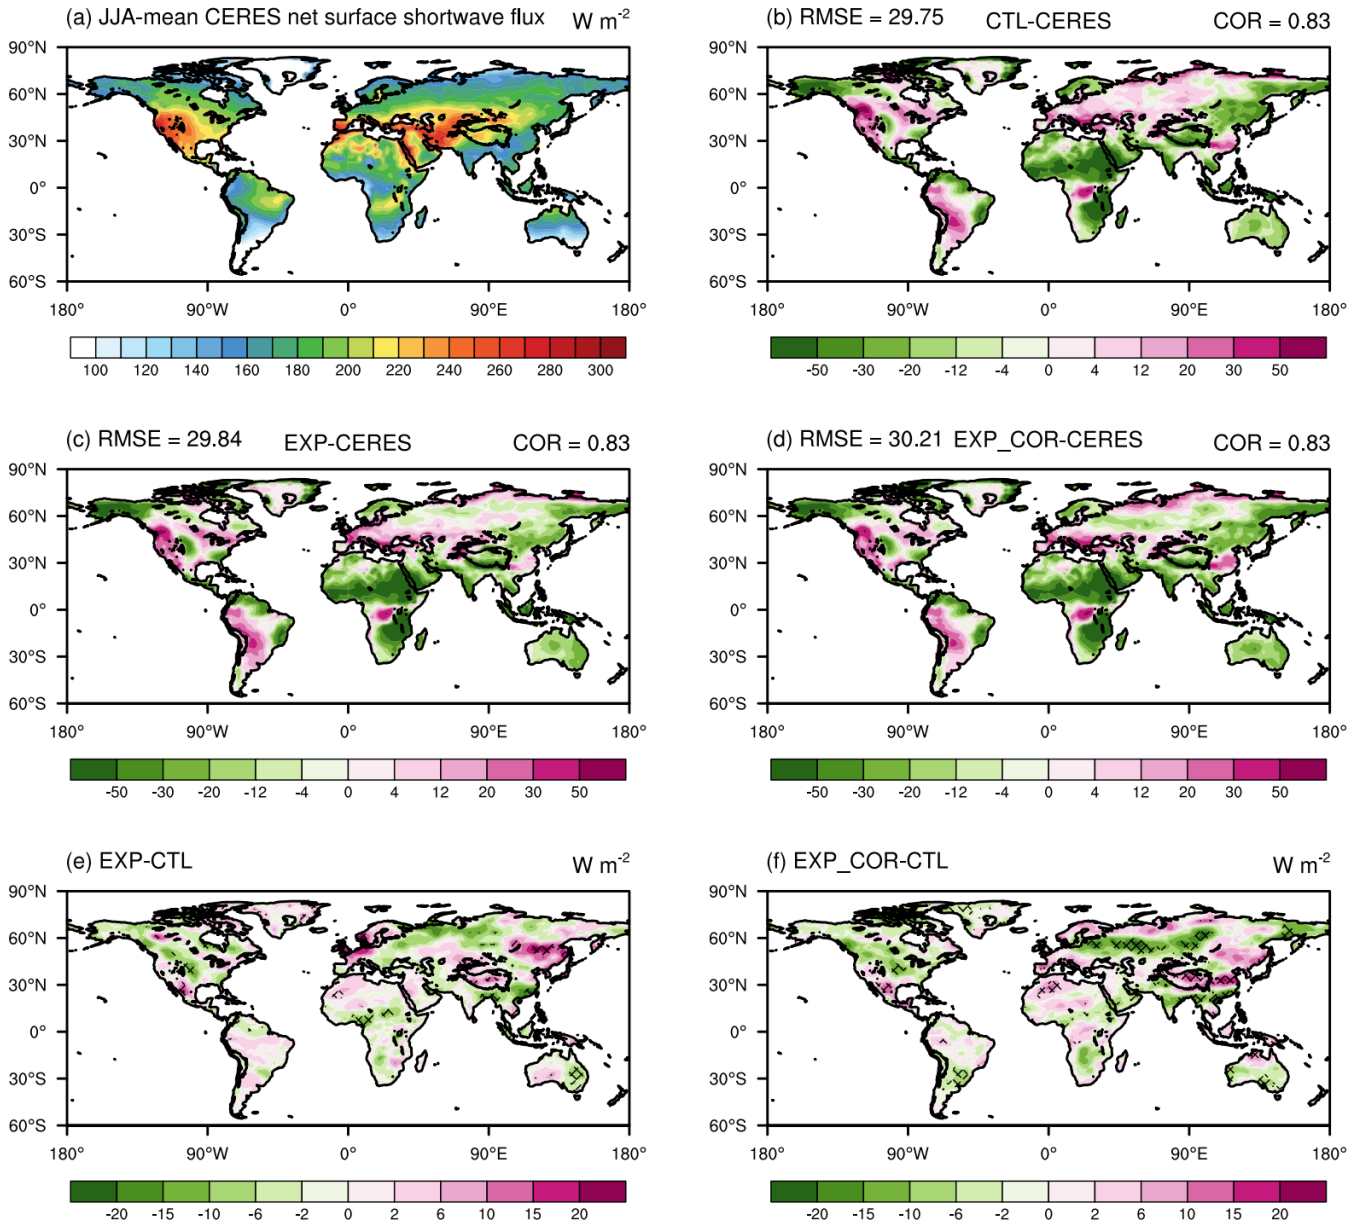 (a) JJA-mean CERES net surface shortwave flux W m-2
90°N
60°N
30°N
0°
30°S
60°S
180° 90°W 0° 90°E 180°
100 120 140 160 180 200 220 240 260 280 300
(b) RMSE = 29.75 CTL-CERES COR = 0.83
90°N
60°N
30°N
0°
30°S
60°S
180° 90°W 0° 90°E 180°
-50 -30 -20 -12 -4 0 4 12 20 30 50
(c) RMSE = 29.84 EXP-CERES COR = 0.83
90°N
60°N
30°N
0°
30°S
60°S
180° 90°W 0° 90°E 180°
-50 -30 -20 -12 -4 0 4 12 20 30 50
(d) RMSE = 30.21 EXP_COR-CERES COR = 0.83
90°N
60°N
30°N
0°
30°S
60°S
180° 90°W 0° 90°E 180°
-50 -30 -20 -12 -4 0 4 12 20 30 50
(e) EXP-CTL W m-2
90°N
60°N
30°N
0°
30°S
60°S
180° 90°W 0° 90°E 180°
-20 -15 -10 -6 -2 0 2 6 10 15 20
(f) EXP_COR-CTL W m-2
90°N
60°N
30°N
0°
30°S
60°S
180° 90°W 0° 90°E 180°
-20 -15 -10 -6 -2 0 2 6 10 15 20